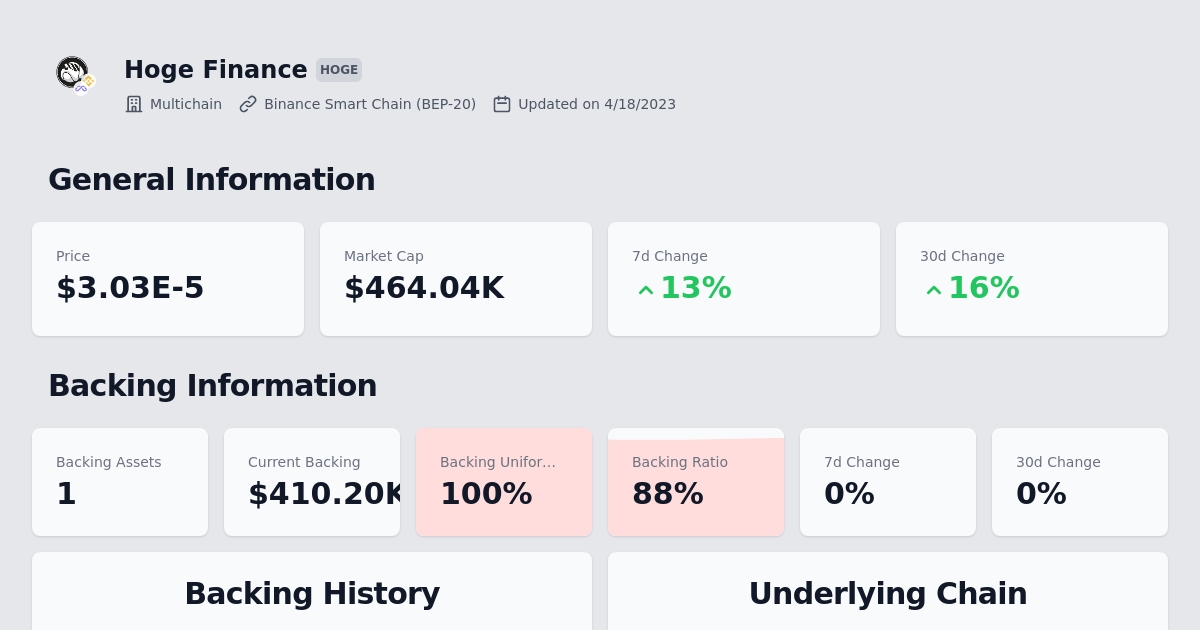 Hoge Finance HOGE
Multichain Binance Smart Chain (BEP-20) Updated on 4/18/2023
General Information
Price Market Cap 7d Change 30d Change
$3.03E-5 $464.04K 13% 16%
Backing Information
Backing Assets Current Backing Backing Unifor... Backing Ratio 7d Change 30d Change
1 $410.20K 100% 88% 0% 0%
Backing History Underlying Chain